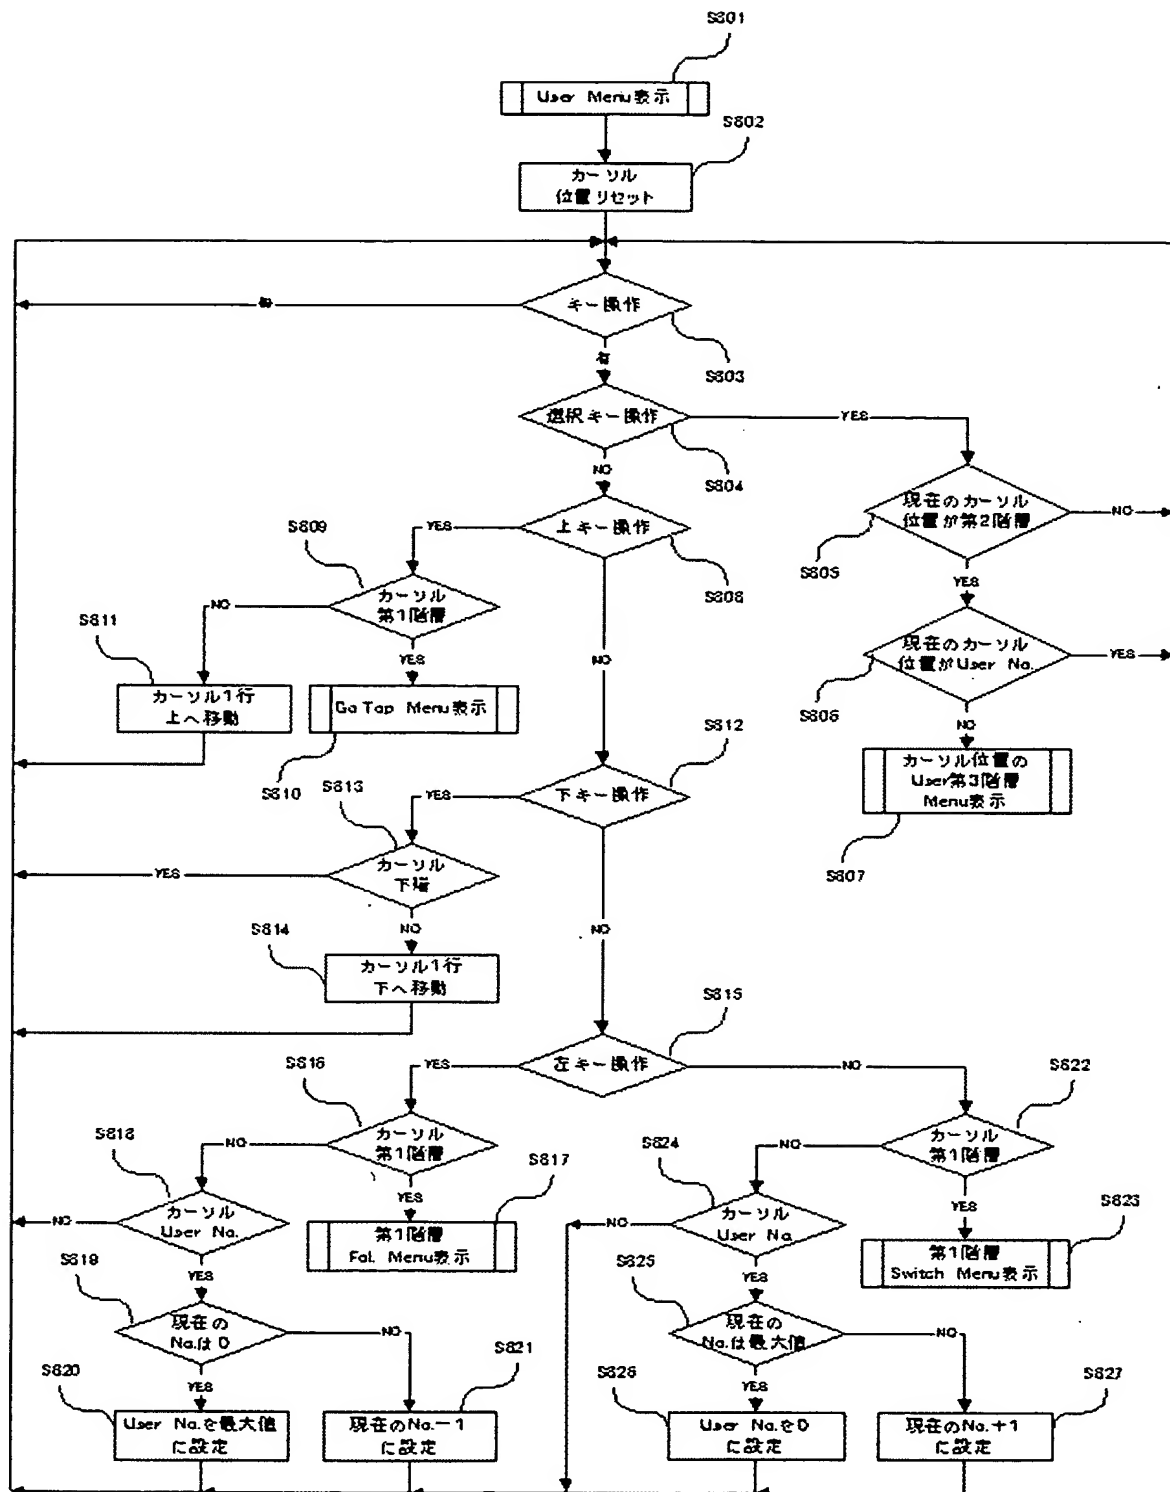 S801
User Menu表示
S802
カーソル
位置リセット
キー操作
S803
有
選択キー操作
YES
S804
NO
現在のカーソル
位置が第2階層
NO
S805
YES
上キー操作
YES
S809
S808
カーソル
第1階層
NO
S811
YES
NO
現在のカーソル
位置がUser No.
YES
S806
NO
カーソル1行
上へ移動
Go Top Menu表示
S810
S812
カーソル位置の
User第3階層
Menu表示
S807
下キー操作
YES
S813
カーソル
下端
YES
NO
NO
S814
カーソル1行
下へ移動
S815
左キー操作
YES
NO
S816
S822
カーソル
第1階層
NO
S818
YES
S817
カーソル
第1階層
NO
S824
YES
S823
カーソル
User No.
NO
第1階層
Fol. Menu表示
カーソル
User No.
NO
第1階層
Switch Menu表示
YES
S819
YES
S825
現在の
No.は0
NO
S821
現在の
No.は最大値
NO
S827
S820
YES
S826
YES
User No.を最大値
に設定
現在のNo.－1
に設定
User No.を0
に設定
現在のNo.＋1
に設定